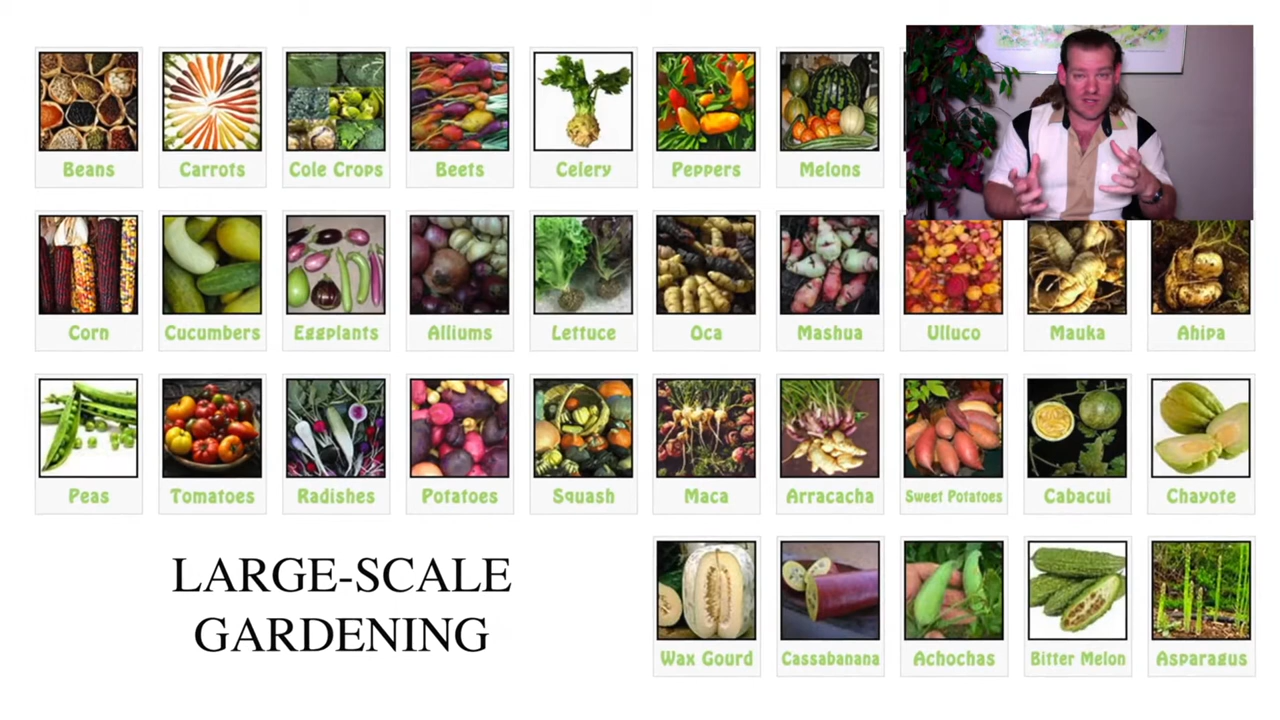 Beans
Carrots
Cole Crops
Beets
Celery
Peppers
Melons
Corn
Cucumbers
Eggplants
Alliums
Lettuce
Oca
Mashua
Ulluco
Mauka
Ahipa
Peas
Tomatoes
Radishes
Potatoes
Squash
Maca
Arracacha
Sweet Potatoes
Cabacui
Chayote
LARGE-SCALE
GARDENING
Wax Gourd
Cassabanana
Achochas
Bitter Melon
Asparagus